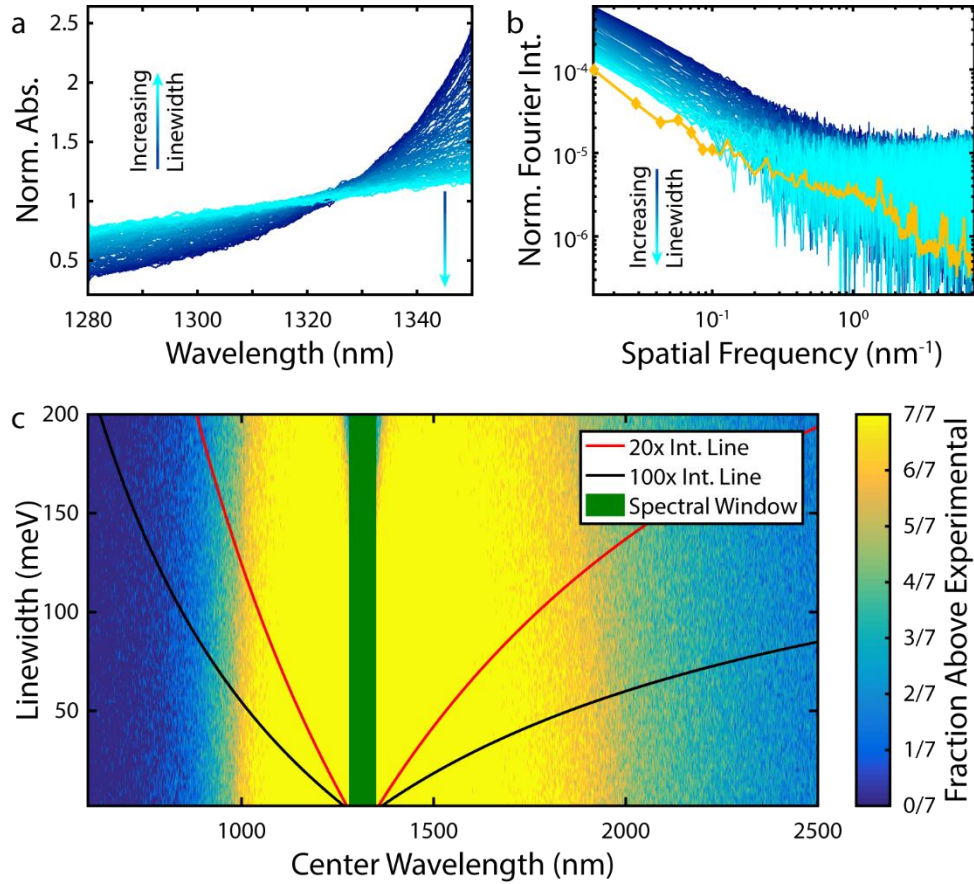 a
Norm. Abs.
2.5
2
1.5
1
0.5
Increasing
Linewidth
1280
1300
1320
1340
Wavelength (nm)
b
Norm. Fourier Int.
10⁻⁴
10⁻⁵
10⁻⁶
Increasing
Linewidth
10⁻¹
10⁰
Spatial Frequency (nm⁻¹)
c
Linewidth (meV)
200
150
100
50
20x Int. Line
100x Int. Line
Spectral Window
1000
1500
2000
2500
Center Wavelength (nm)
7/7
6/7
5/7
4/7
3/7
2/7
1/7
0/7
Fraction Above Experimental